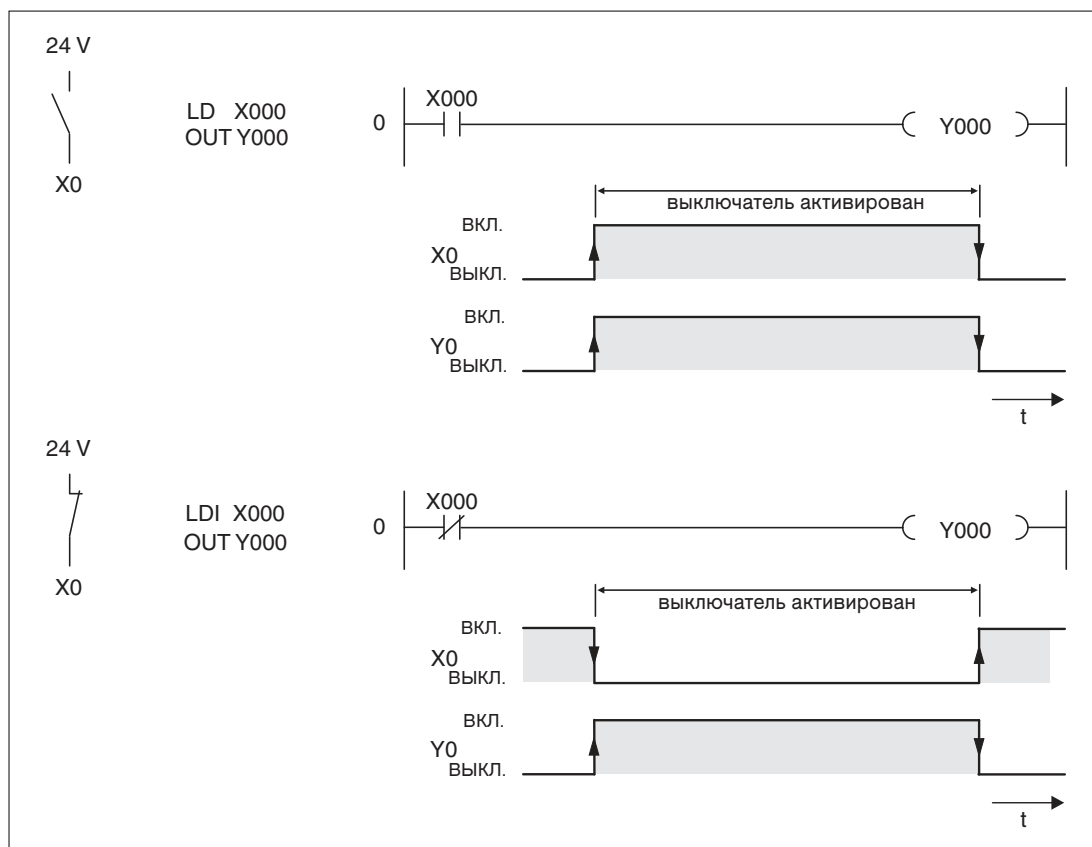 24 V
X0
LD X000
OUT Y000
0
X000
Y000
выключатель активирован
ВКЛ.
X0
ВЫКЛ.
ВКЛ.
Y0
ВЫКЛ.
t
24 V
X0
LDI X000
OUT Y000
0
X000
Y000
выключатель активирован
ВКЛ.
X0
ВЫКЛ.
ВКЛ.
Y0
ВЫКЛ.
t